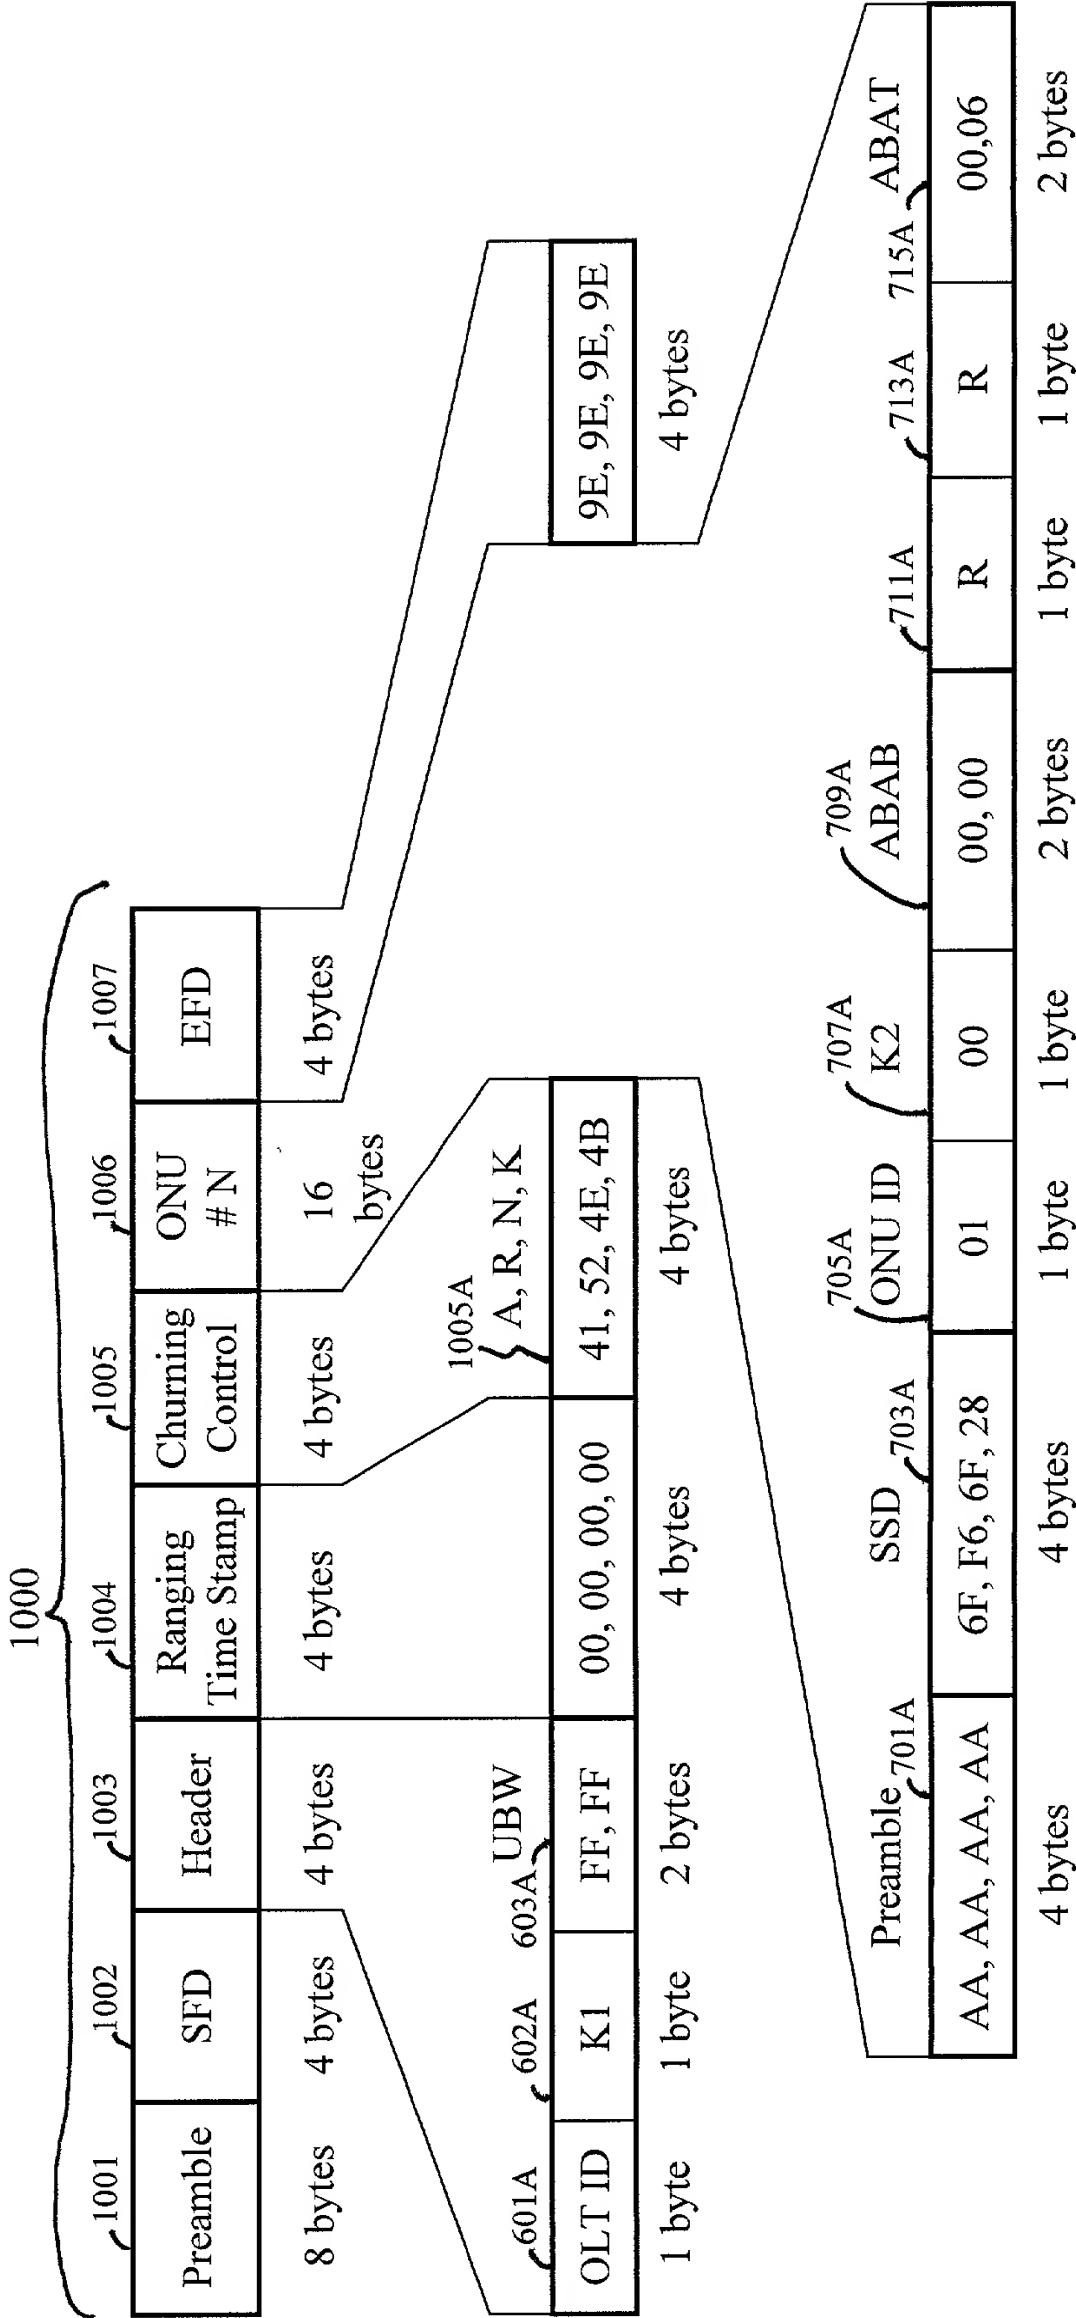 1000
1001
1002
1003
1004
1005
1006
1007
Preamble
SFD
Header
Ranging
Time Stamp
Churning
Control
ONU
# N
EFD
8 bytes
4 bytes
4 bytes
4 bytes
4 bytes
16
bytes
4 bytes
601A
602A
603A
UBW
1005A
A, R, N, K
OLT ID
K1
FF, FF
00, 00, 00, 00
41, 52, 4E, 4B
9E, 9E, 9E, 9E
1 byte
1 byte
2 bytes
4 bytes
4 bytes
4 bytes
Preamble
701A
SSD
703A
705A
ONU ID
707A
K2
709A
ABAB
711A
713A
715A
ABAT
AA, AA, AA, AA, AA
6F, F6, 6F, 28
01
00
00, 00
R
R
00,06
4 bytes
4 bytes
1 byte
1 byte
2 bytes
1 byte
1 byte
2 bytes